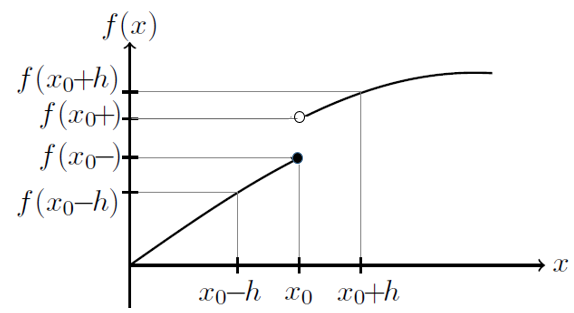 f(x)
f(x₀+h)
f(x₀+)
f(x₀−)
f(x₀−h)
x
x₀−h x₀ x₀+h